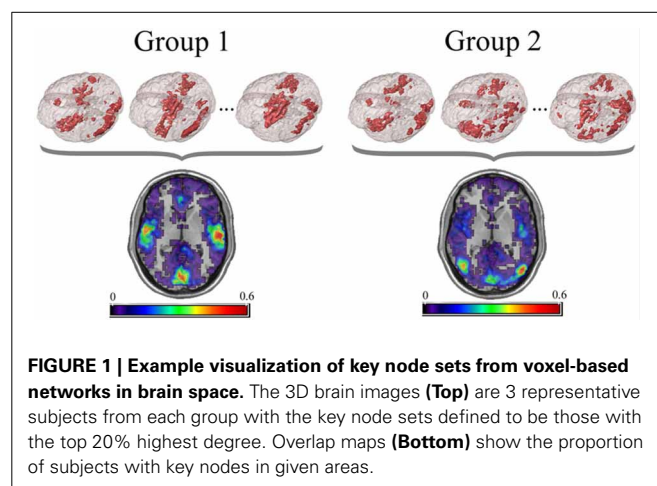 Group 1 Group 2
... ...
0 0.6 0 0.6
FIGURE 1 | Example visualization of key node sets from voxel-based
networks in brain space. The 3D brain images (Top) are 3 representative
subjects from each group with the key node sets defined to be those with
the top 20% highest degree. Overlap maps (Bottom) show the proportion
of subjects with key nodes in given areas.